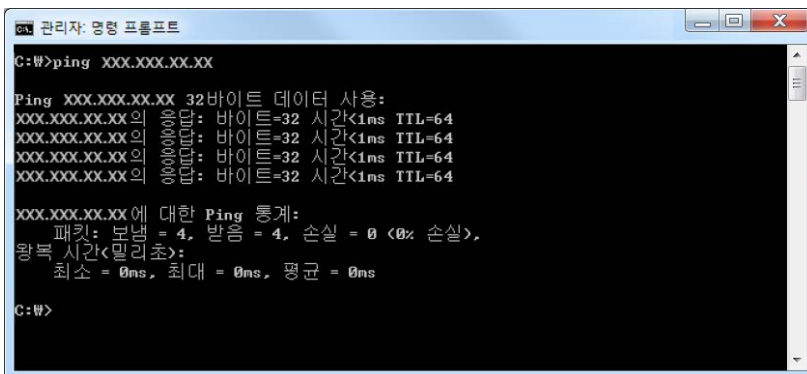 관리자: 명령 프롬프트
C:\>ping XXX.XXX.XX.XX
Ping XXX.XXX.XX.XX 32바이트 데이터 사용:
XXX.XXX.XX.XX의 응답: 바이트=32 시간<1ms TTL=64
XXX.XXX.XX.XX의 응답: 바이트=32 시간<1ms TTL=64
XXX.XXX.XX.XX의 응답: 바이트=32 시간<1ms TTL=64
XXX.XXX.XX.XX의 응답: 바이트=32 시간<1ms TTL=64
XXX.XXX.XX.XX에 대한 Ping 통계:
패킷: 보냄 = 4, 받음 = 4, 손실 = 0 (0% 손실),
왕복 시간(밀리초):
최소 = 0ms, 최대 = 0ms, 평균 = 0ms
C:₩>